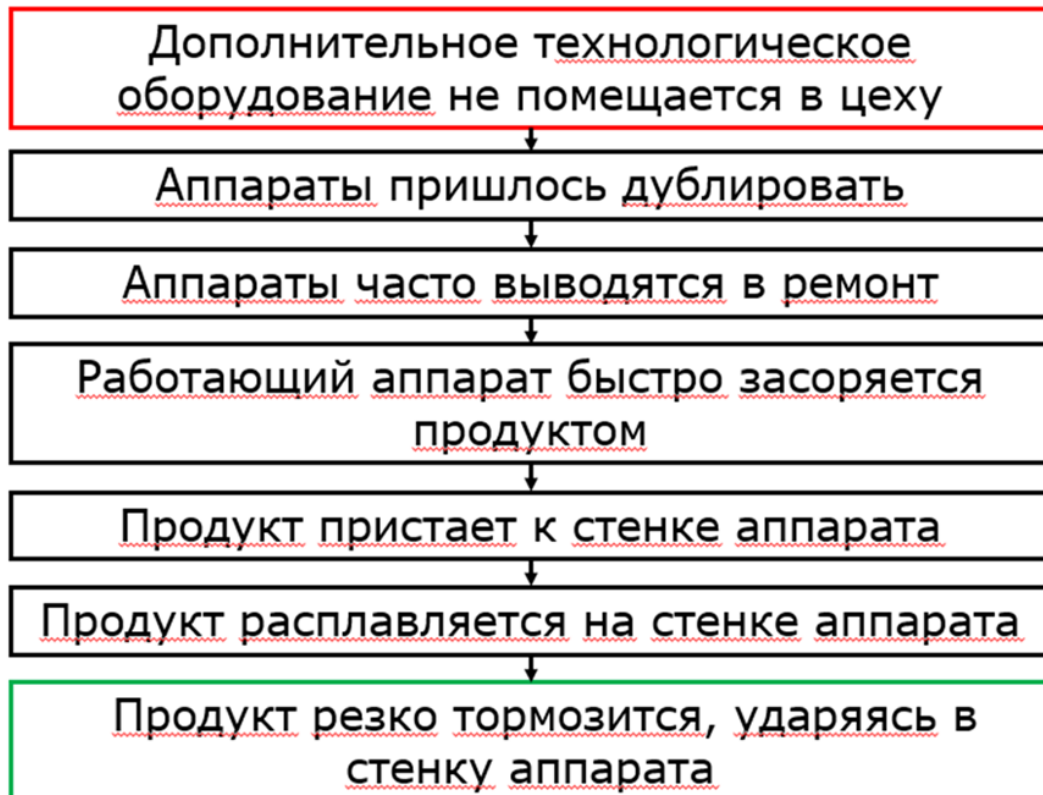 Дополнительное технологическое
оборудование не помещается в цеху
Аппараты пришлось дублировать
Аппараты часто выводятся в ремонт
Работающий аппарат быстро засоряется
продуктом
Продукт пристает к стенке аппарата
Продукт расплавляется на стенке аппарата
Продукт резко тормозится, ударяясь в
стенку аппарата